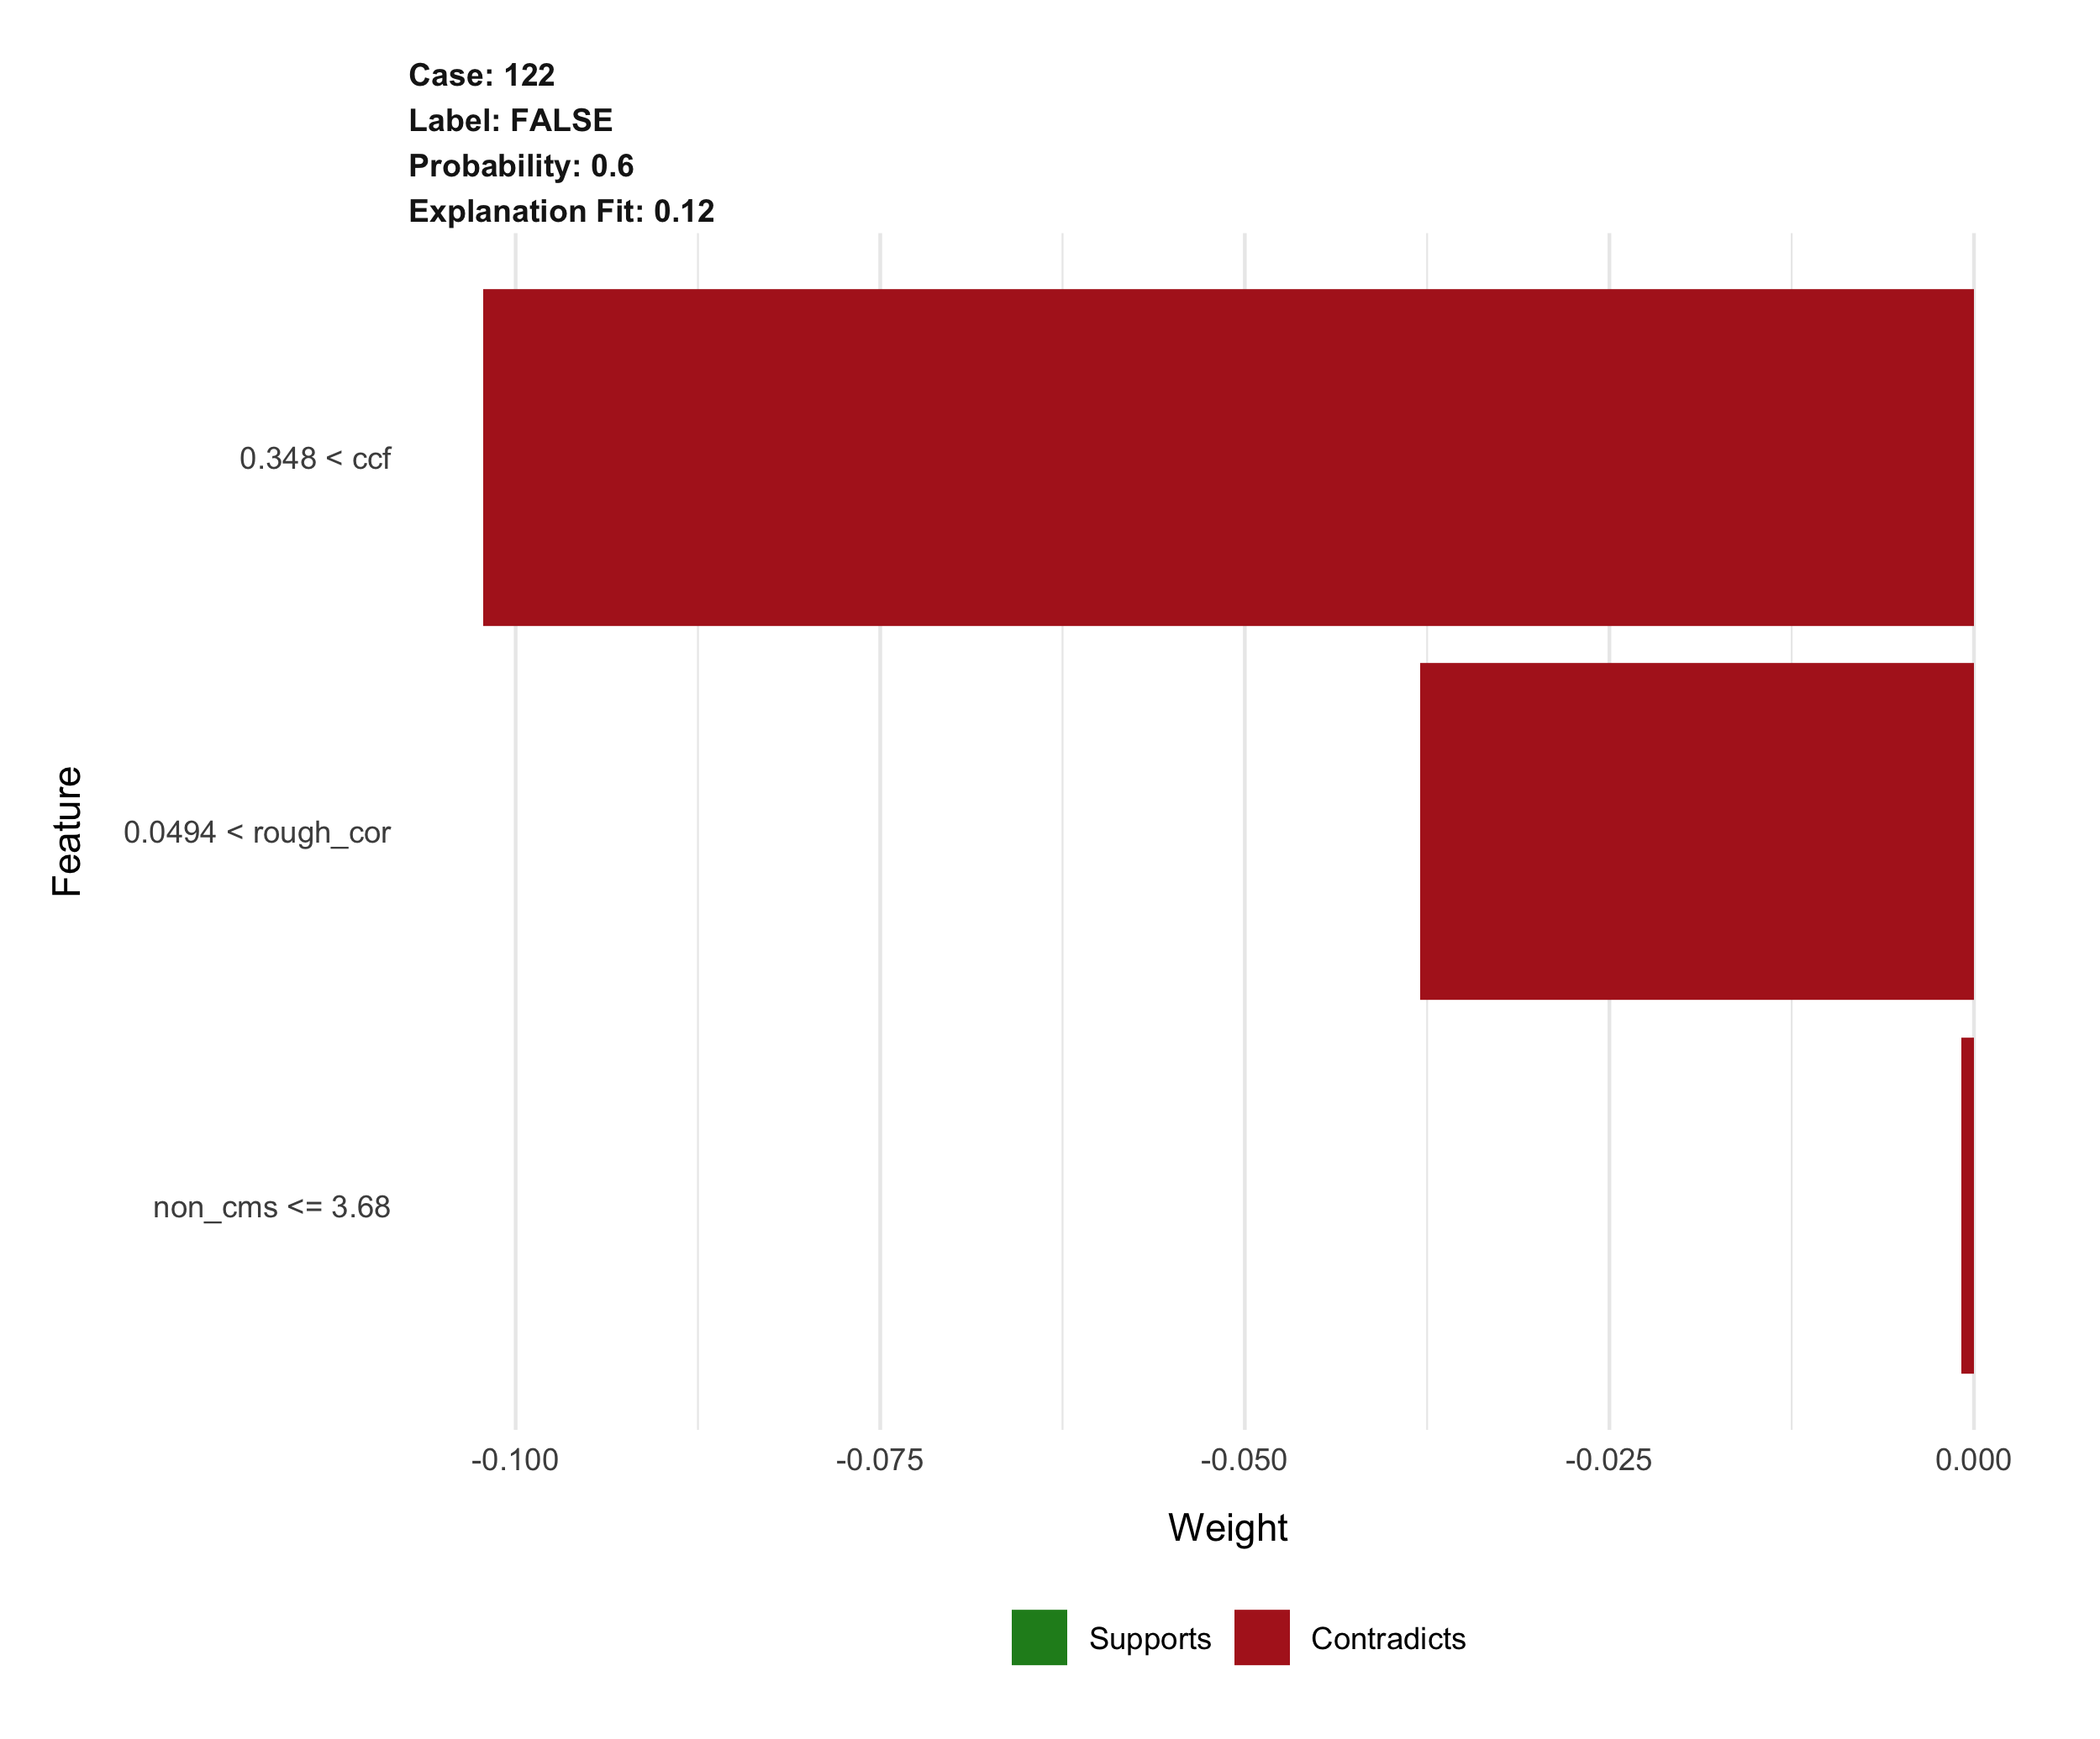 Case: 122
Label: FALSE
Probability: 0.6
Explanation Fit: 0.12
Feature
0.348 < ccf
0.0494 < rough_cor
non_cms <= 3.68
-0.100 -0.075 -0.050 -0.025 0.000
Weight
Supports Contradicts